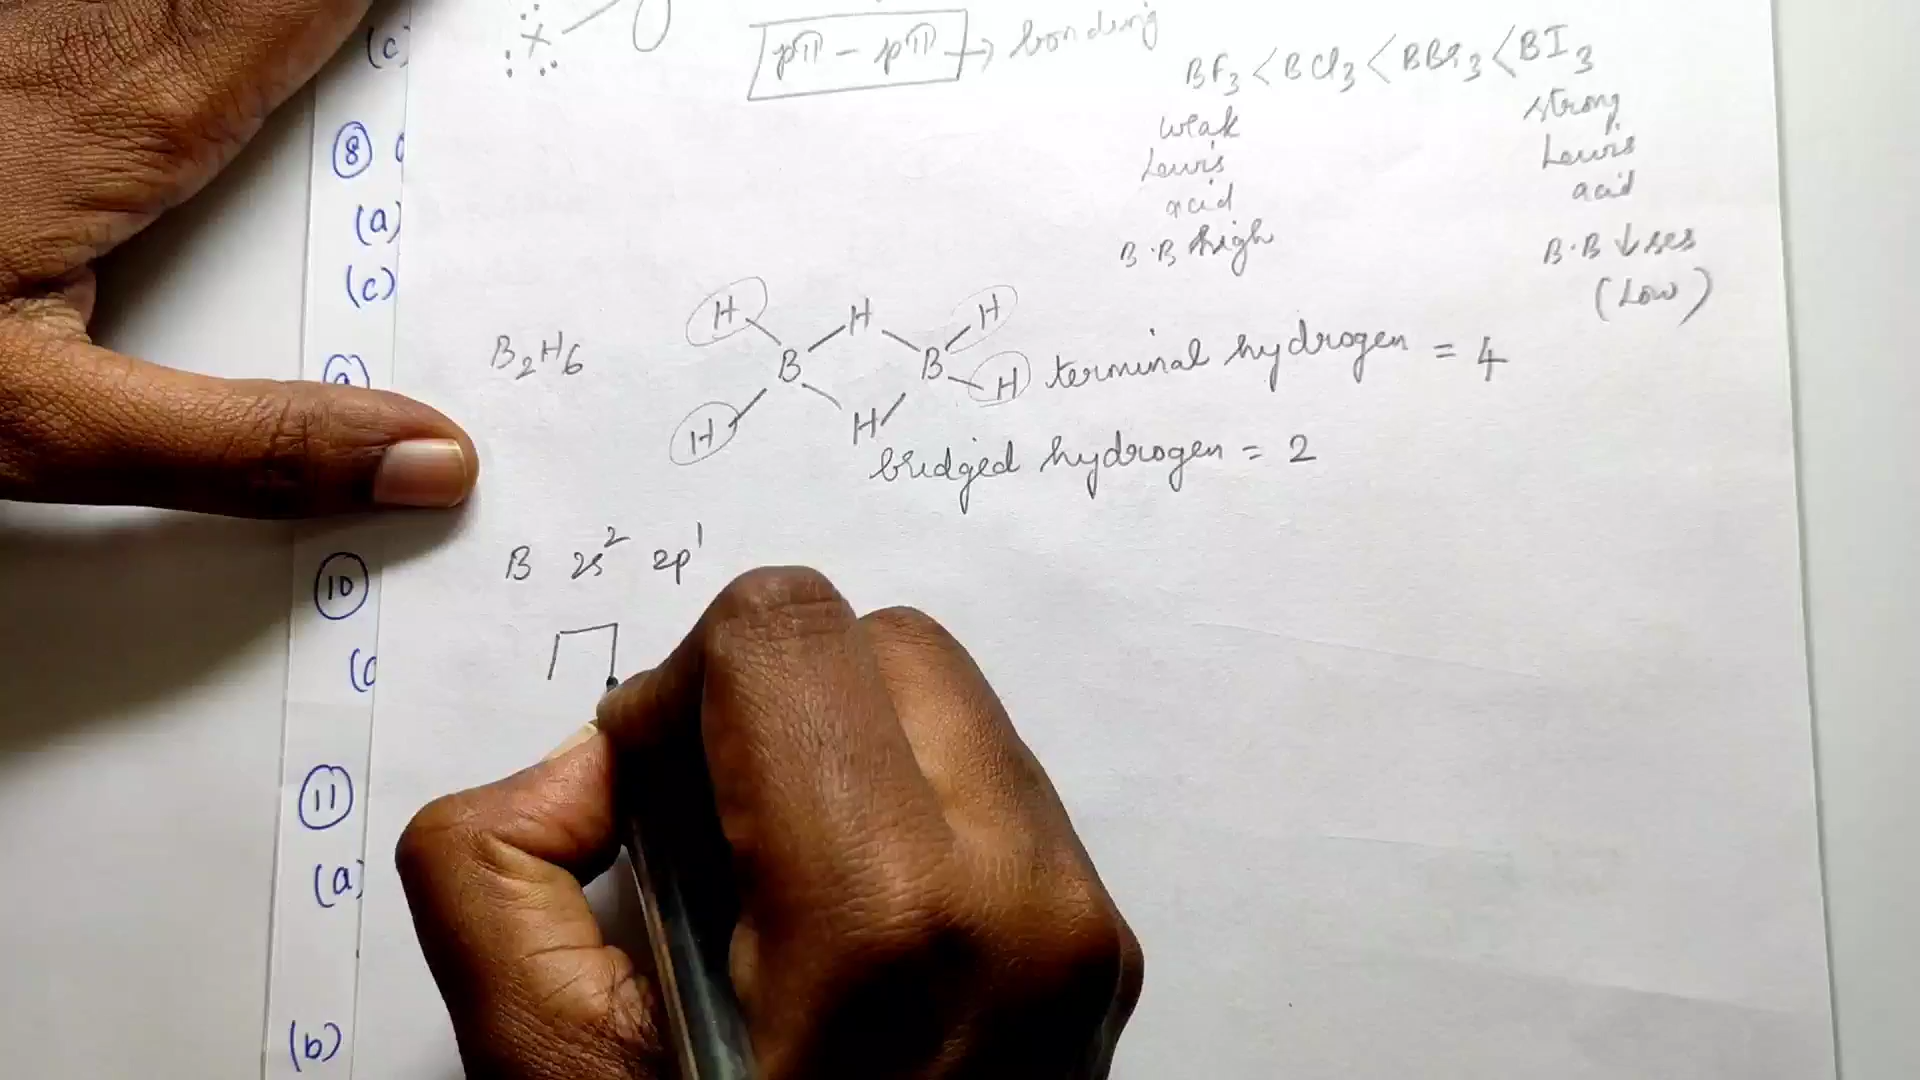 (c)
:X:
pπ - pπ → bonding
BF3 < BCl3 < BBr3 < BI3
weak
Lewis
acid
B.B high
strong
Lewis
acid
B.B ↓ses
(Low)
(8)
(a)
(c)
B2H6
H H H
B B
H H H
terminal hydrogen = 4
bridged hydrogen = 2
B 2s² 2p¹
(10)
(11)
(a)
(b)